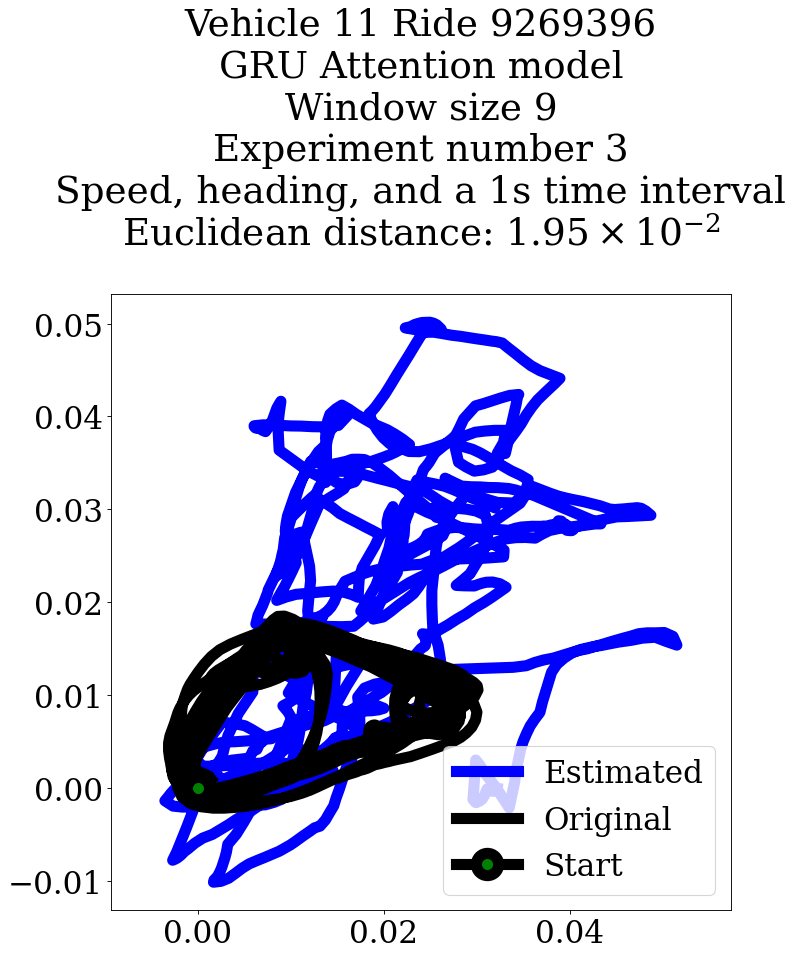 Vehicle 11 Ride 9269396
GRU Attention model
Window size 9
Experiment number 3
Speed, heading, and a 1s time interval
Euclidean distance: 1.95 × 10⁻²
0.05
0.04
0.03
0.02
0.01
0.00
−0.01
Estimated
Original
Start
0.00 0.02 0.04